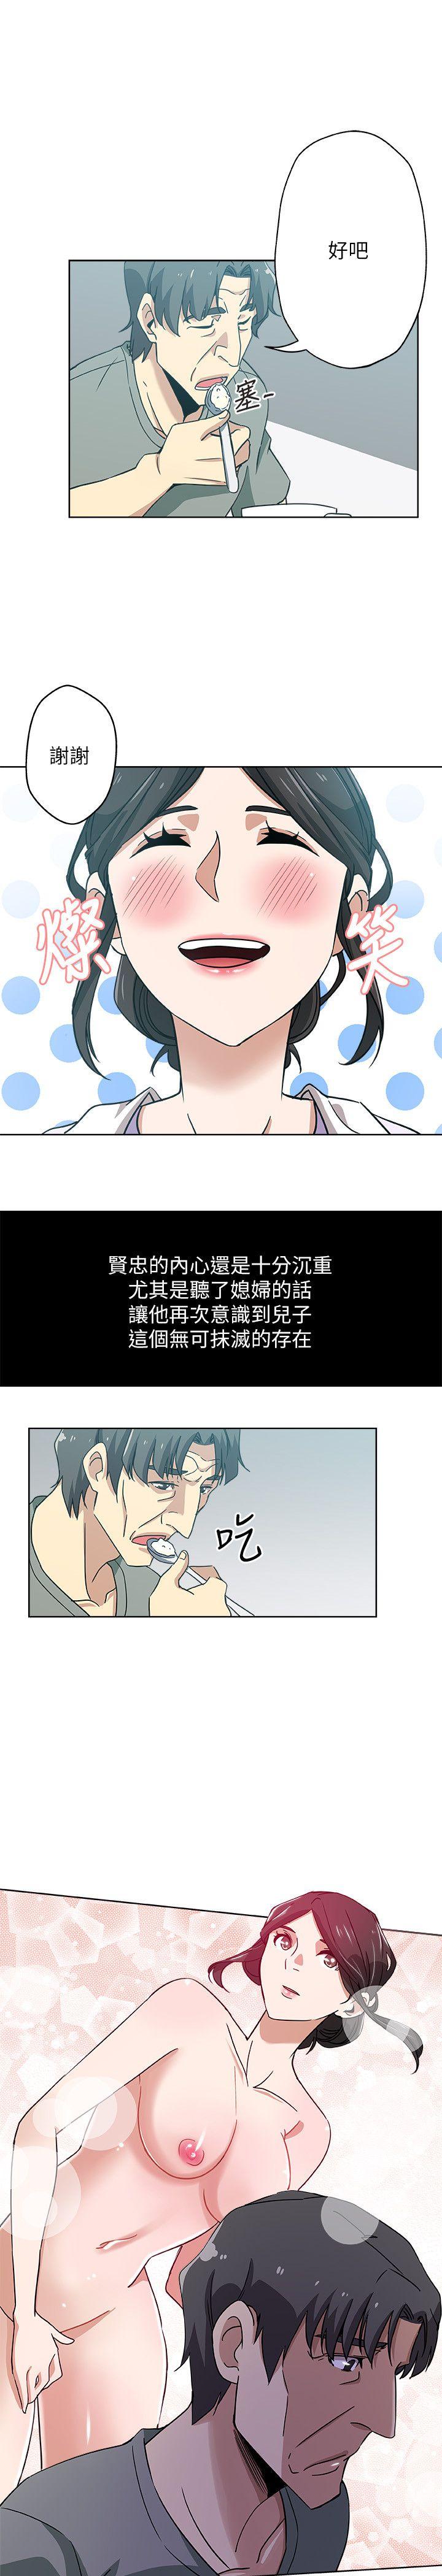 好吧
塞-
謝謝
燦笑
賢忠的內心還是十分沉重
尤其是聽了媳婦的話
讓他再次意識到兒子
這個無可抹滅的存在
吃